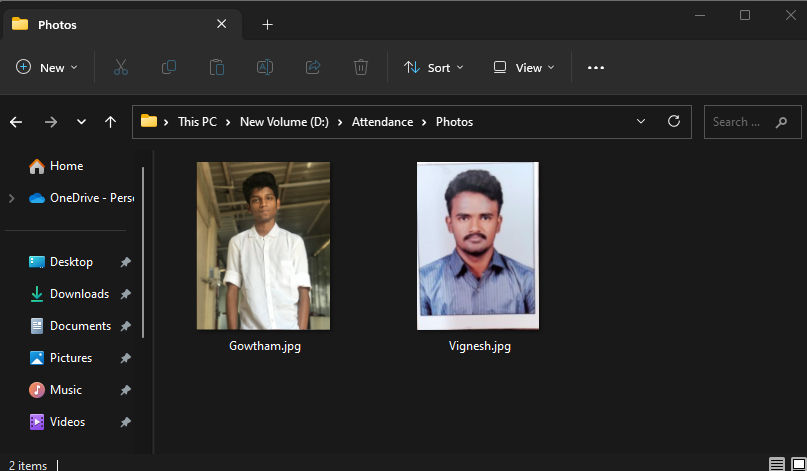 Photos
New Sort View
This PC New Volume (D:) Attendance Photos Search ...
Home
OneDrive - Pers
Desktop
Downloads
Documents
Pictures
Music
Videos
Gowtham.jpg Vignesh.jpg
2 items